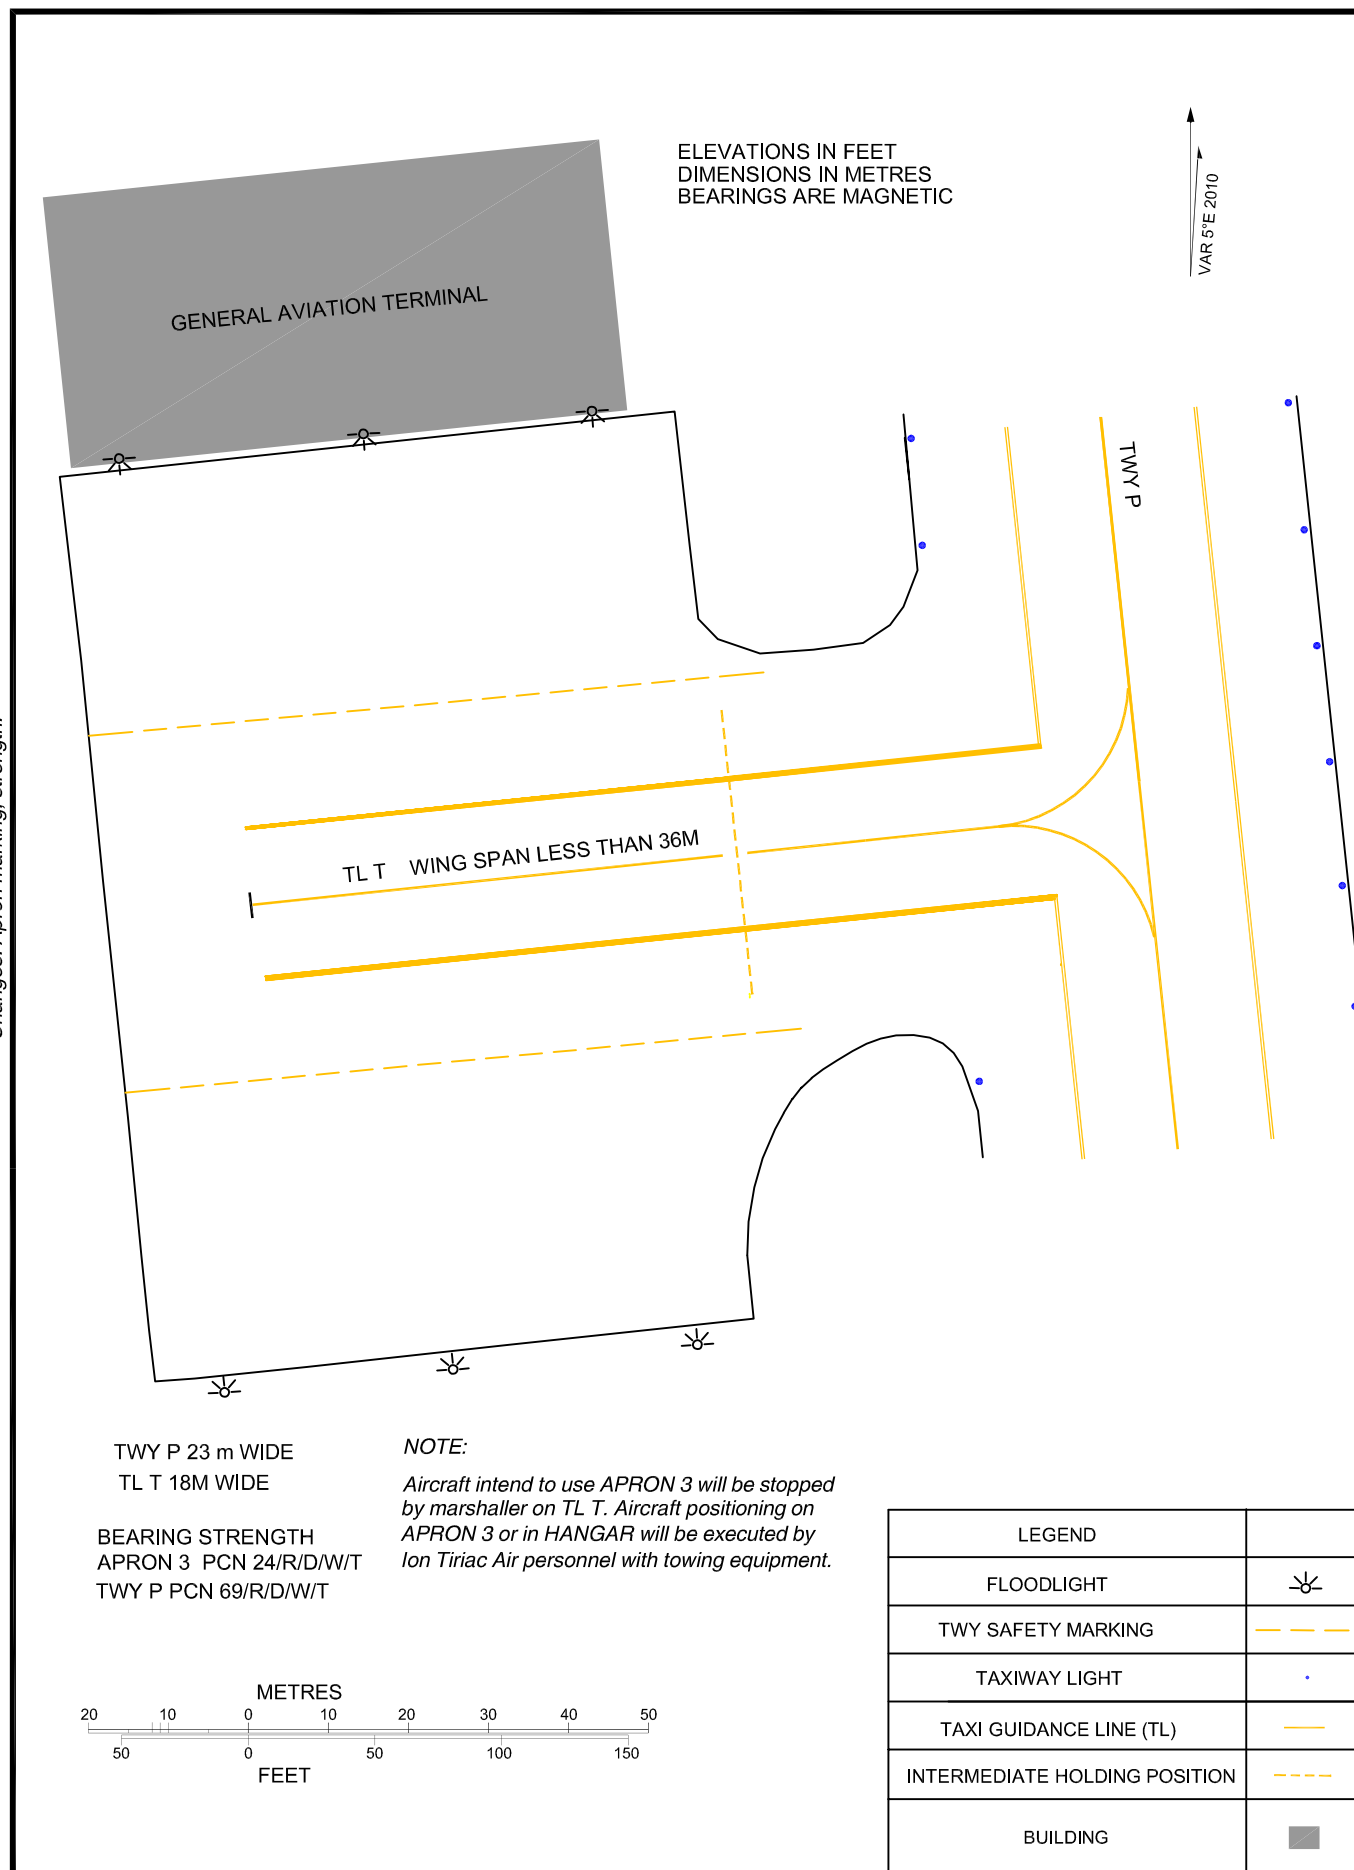 ELEVATIONS IN FEET
DIMENSIONS IN METRES
BEARINGS ARE MAGNETIC
VAR 5°E 2010
GENERAL AVIATION TERMINAL
TWY P
TL T WING SPAN LESS THAN 36M
TWY P 23 m WIDE
TL T 18M WIDE
BEARING STRENGTH
APRON 3 PCN 24/R/D/W/T
TWY P PCN 69/R/D/W/T
NOTE:
Aircraft intend to use APRON 3 will be stopped
by marshaller on TL T. Aircraft positioning on
APRON 3 or in HANGAR will be executed by
Ion Tiriac Air personnel with towing equipment.
METRES
20 10 0 10 20 30 40 50
50 0 50 100 150
FEET
LEGEND
FLOODLIGHT
TWY SAFETY MARKING
TAXIWAY LIGHT
TAXI GUIDANCE LINE (TL)
INTERMEDIATE HOLDING POSITION
BUILDING